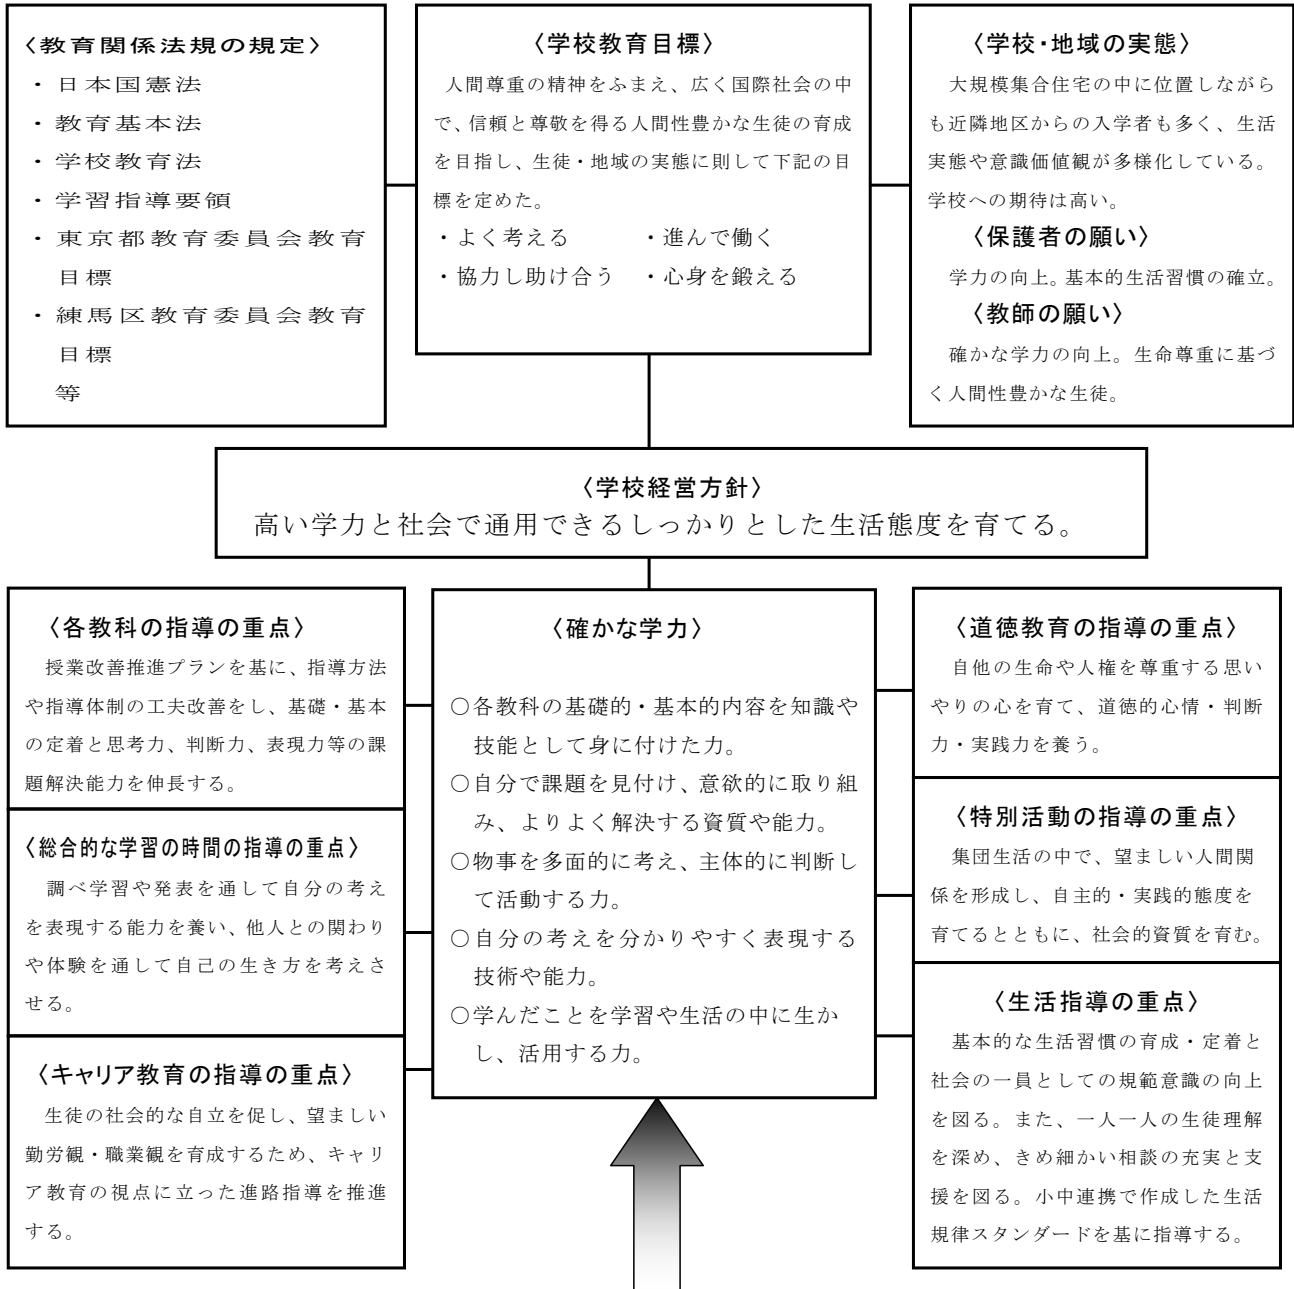 〈教育関係法規の規定〉
・日本国憲法
・教育基本法
・学校教育法
・学習指導要領
・東京都教育委員会教育
目標
・練馬区教育委員会教育
目標
等
〈学校教育目標〉
人間尊重の精神をふまえ、広く国際社会の中
で、信頼と尊敬を得る人間性豊かな生徒の育成
を目指し、生徒・地域の実態に則して下記の目
標を定めた。
・よく考える ・進んで働く
・協力し助け合う ・心身を鍛える
〈学校・地域の実態〉
大規模集合住宅の中に位置しながら
も近隣地区からの入学者も多く、生活
実態や意識価値観が多様化している。
学校への期待は高い。
〈保護者の願い〉
学力の向上。基本的生活習慣の確立。
〈教師の願い〉
確かな学力の向上。生命尊重に基づ
く人間性豊かな生徒。
〈学校経営方針〉
高い学力と社会で通用できるしっかりとした生活態度を育てる。
〈各教科の指導の重点〉
授業改善推進プランを基に、指導方法
や指導体制の工夫改善をし、基礎・基本
の定着と思考力、判断力、表現力等の課
題解決能力を伸長する。
〈総合的な学習の時間の指導の重点〉
調べ学習や発表を通して自分の考え
を表現する能力を養い、他人との関わり
や体験を通して自己の生き方を考えさ
せる。
〈キャリア教育の指導の重点〉
生徒の社会的な自立を促し、望ましい
勤労観・職業観を育成するため、キャリ
ア教育の視点に立った進路指導を推進
する。
〈確かな学力〉
○各教科の基礎的・基本的内容を知識や
技能として身に付けた力。
○自分で課題を見付け、意欲的に取り組
み、よりよく解決する資質や能力。
○物事を多面的に考え、主体的に判断し
て活動する力。
○自分の考えを分かりやすく表現する
技術や能力。
○学んだことを学習や生活の中に生か
し、活用する力。
〈道徳教育の指導の重点〉
自他の生命や人権を尊重する思い
やりの心を育て、道徳的心情・判断
力・実践力を養う。
〈特別活動の指導の重点〉
集団生活の中で、望ましい人間関
係を形成し、自主的・実践的態度を
育てるとともに、社会的資質を育む。
〈生活指導の重点〉
基本的な生活習慣の育成・定着と
社会の一員としての規範意識の向上
を図る。また、一人一人の生徒理解
を深め、きめ細かい相談の充実と支
援を図る。小中連携で作成した生活
規律スタンダードを基に指導する。